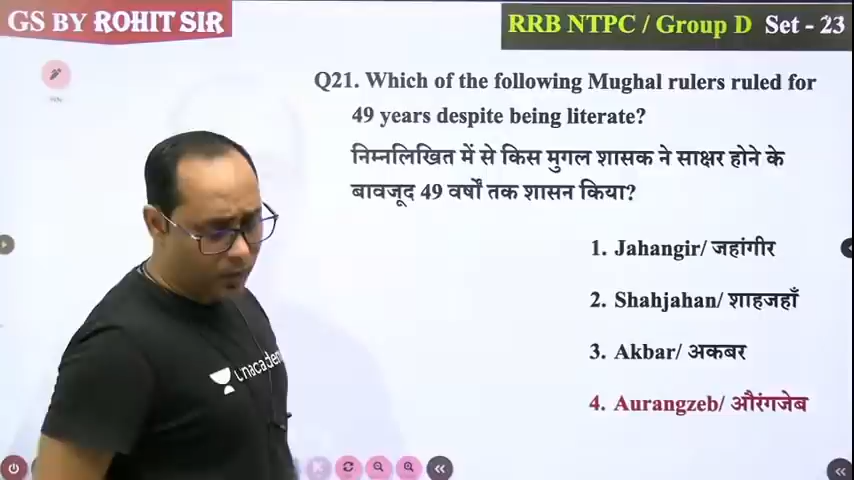 GS BY ROHIT SIR
RRB NTPC / Group D Set - 23
Q21. Which of the following Mughal rulers ruled for
49 years despite being literate?
निम्नलिखित में से किस मुगल शासक ने साक्षर होने के
बावजूद 49 वर्षों तक शासन किया?
1. Jahangir/ जहांगीर
2. Shahjahan/ शाहजहाँ
3. Akbar/ अकबर
4. Aurangzeb/ औरंगजेब
unacadem